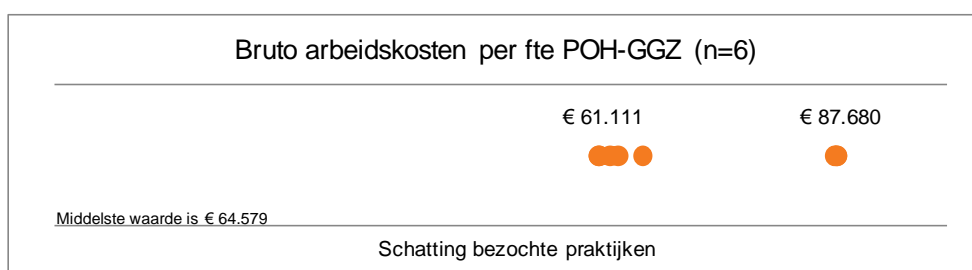 Bruto arbeidskosten per fte POH-GGZ (n=6)
€ 61.111 € 87.680
Middelste waarde is € 64.579
Schatting bezochte praktijken